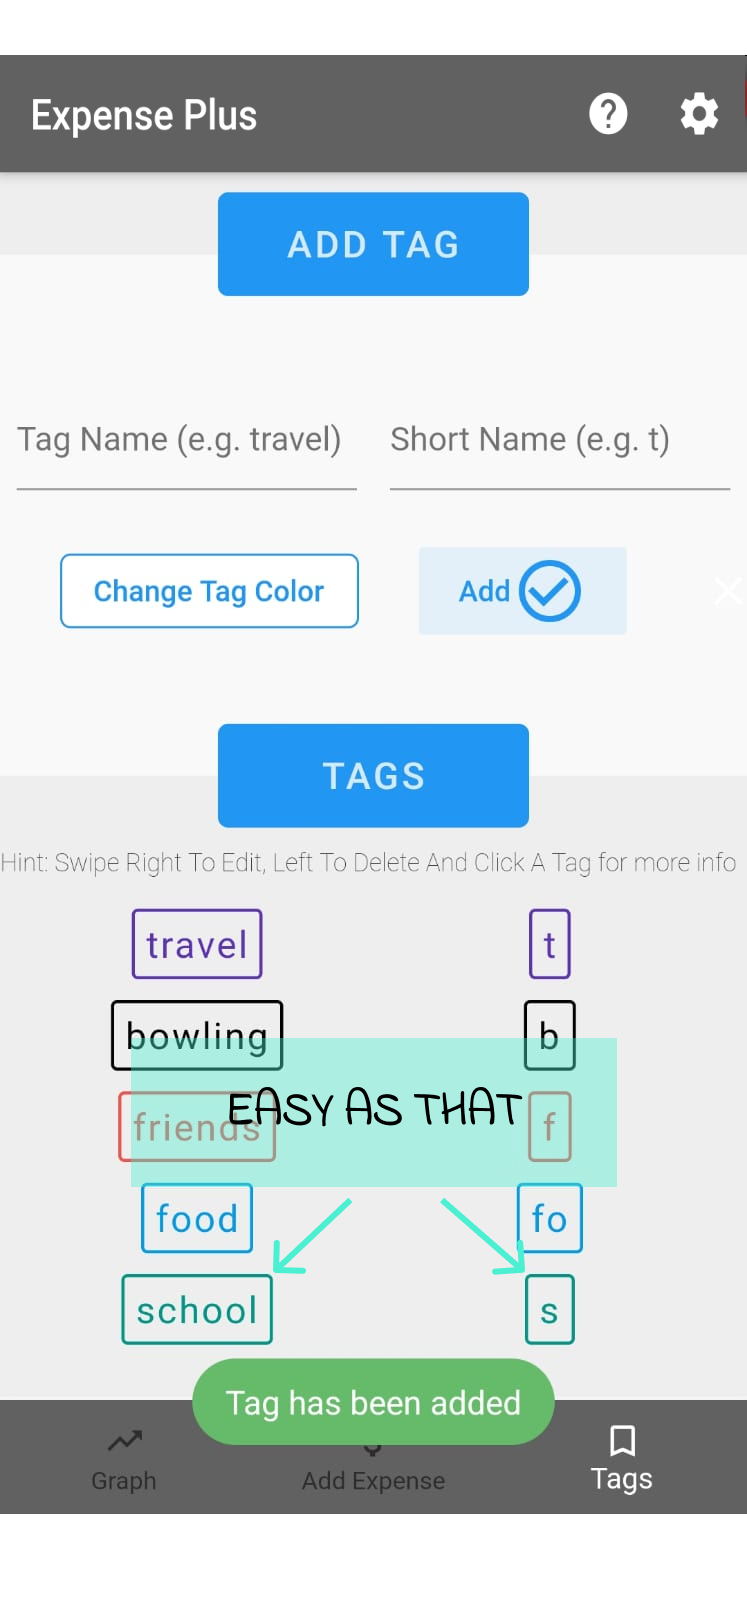 Expense Plus
ADD TAG
Tag Name (e.g. travel) Short Name (e.g. t)
Change Tag Color Add
TAGS
Hint: Swipe Right To Edit, Left To Delete And Click A Tag for more info
travel t
bowling b
EASY AS THAT
friends f
food fo
school s
Tag has been added
Graph Add Expense Tags